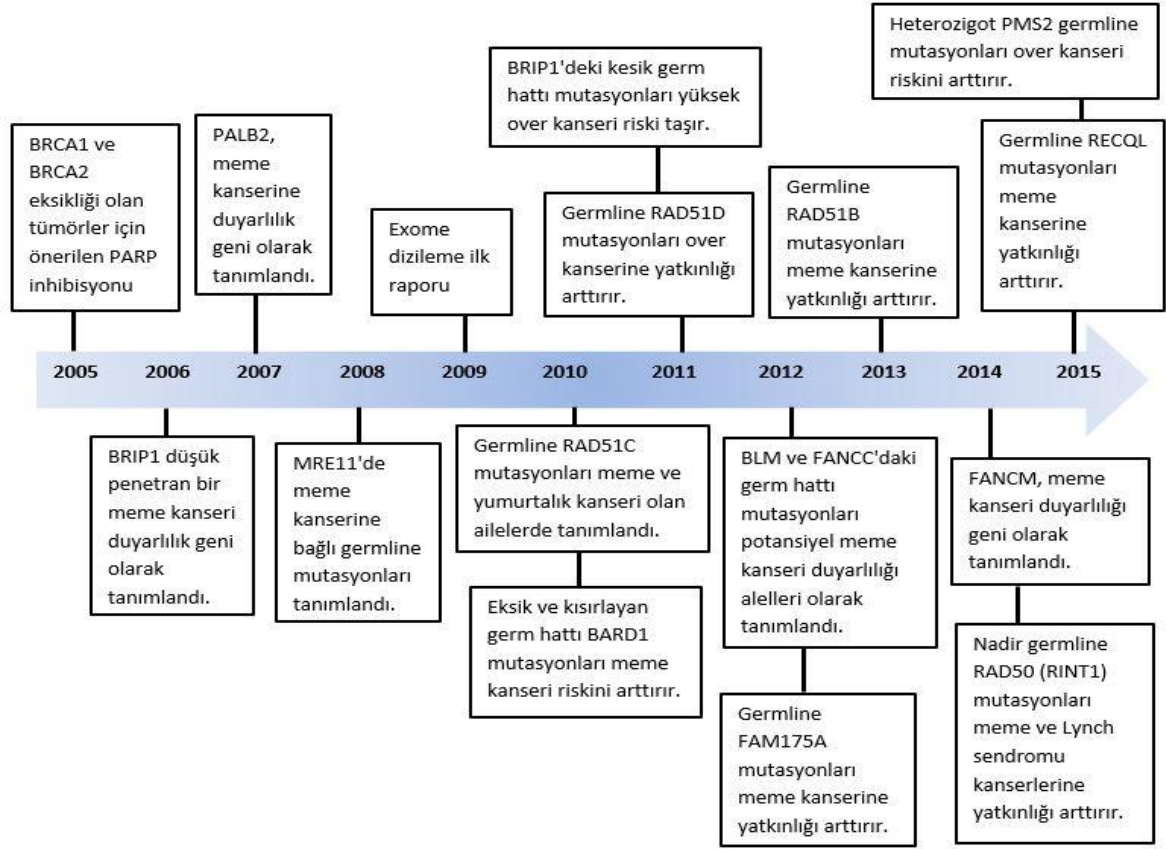 Heterozigot PMS2 germline
mutasyonları over kanseri
riskini arttırır.
BRIP1'deki kesik germ
hattı mutasyonları yüksek
over kanseri riski taşır.
BRCA1 ve
BRCA2
eksikliği olan
tümörler için
önerilen PARP
inhibisyonu
PALB2,
meme
kanserine
duyarlılık
geni olarak
tanımlandı.
Exome
dizileme ilk
raporu
Germline RAD51D
mutasyonları over
kanserine yatkınlığı
arttırır.
Germline
RAD51B
mutasyonları
meme kanserine
yatkınlığı arttırır.
Germline RECQL
mutasyonları
meme
kanserine
yatkınlığı
arttırır.
2005 2006 2007 2008 2009 2010 2011 2012 2013 2014 2015
BRIP1 düşük
penetran bir
meme kanseri
duyarlılık geni
olarak
tanımlandı.
MRE11'de
meme
kanserine
bağlı germline
mutasyonları
tanımlandı.
Germline RAD51C
mutasyonları meme ve
yumurtalık kanseri olan
ailelerde tanımlandı.
Eksik ve kısırlayan
germ hattı BARD1
mutasyonları meme
kanseri riskini arttırır.
BLM ve FANCC'daki
germ hattı
mutasyonları
potansiyel meme
kanseri duyarlılığı
alelleri olarak
tanımlandı.
Germline
FAM175A
mutasyonları
meme kanserine
yatkınlığı arttırır.
FANCM, meme
kanseri duyarlılığı
geni olarak
tanımlandı.
Nadir germline
RAD50 (RINT1)
mutasyonları
meme ve Lynch
sendromu
kanserlerine
yatkınlığı arttırır.